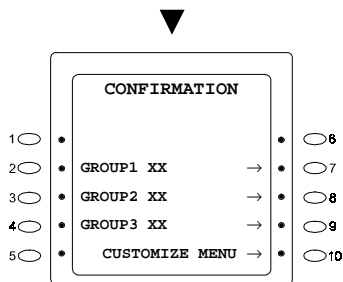 CONFIRMATION
1 6
2 GROUP1 XX → 7
3 GROUP2 XX → 8
4 GROUP3 XX → 9
5 CUSTOMIZE MENU → 10